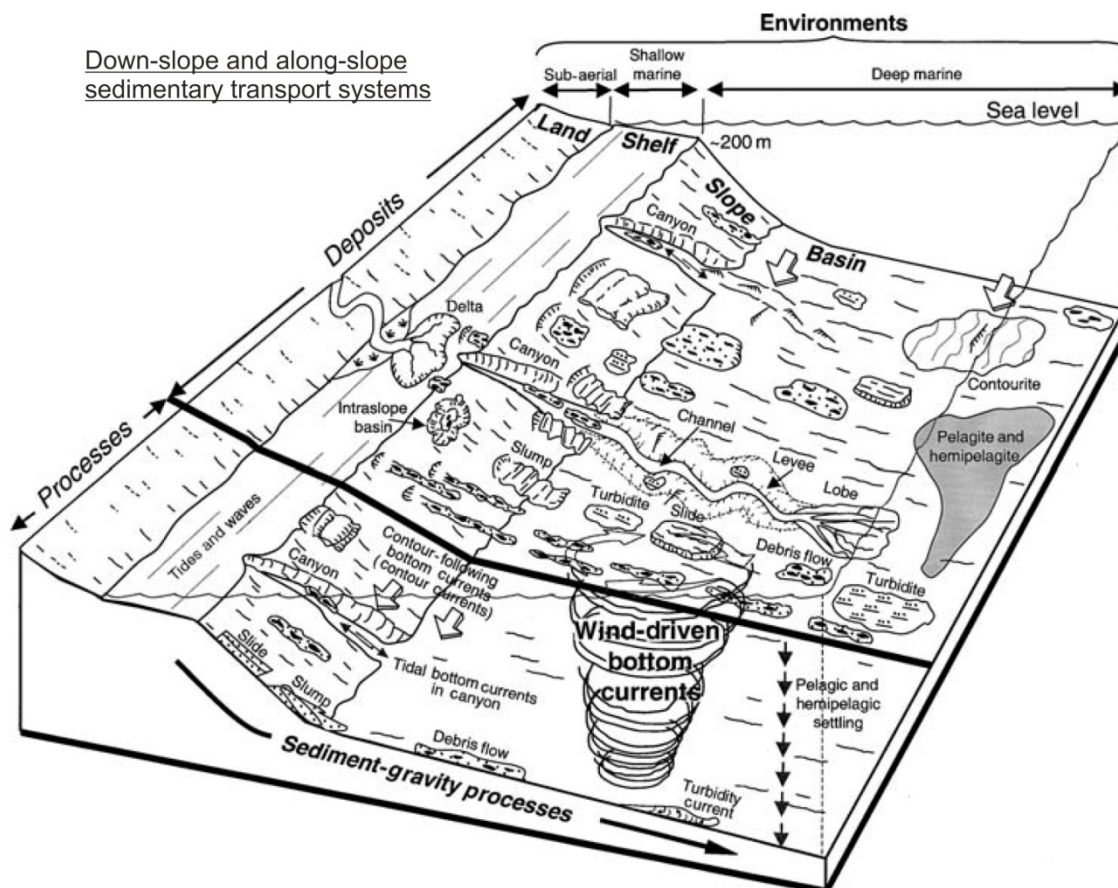 Down-slope and along-slope
sedimentary transport systems
Environments
Sub-aerial
Shallow
marine
Deep marine
Sea level
Land
Shelf
~200 m
Slope
Canyon
Basin
Deposits
Delta
Canyon
Contourite
Channel
Intraslope
basin
Pelagite and
hemipelagite
Levee
Processes
Slump
Lobe
Turbidite
Slide
Tides and waves
Debris flow
Contour-following
bottom currents
(contour currents)
Turbidite
Canyon
Wind-driven
bottom
currents
Slide
Tidal bottom currents
in canyon
Pelagic and
hemipelagic
settling
Slump
Debris flow
Sediment-gravity processes
Turbidity
current